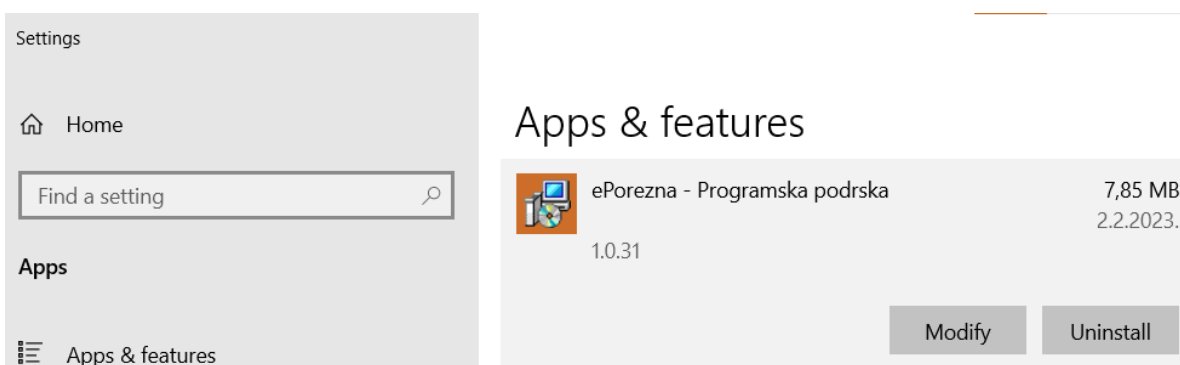 Settings
Home
Find a setting
Apps
Apps & features
Apps & features
ePorezna - Programska podrska
7,85 MB
2.2.2023.
1.0.31
Modify
Uninstall